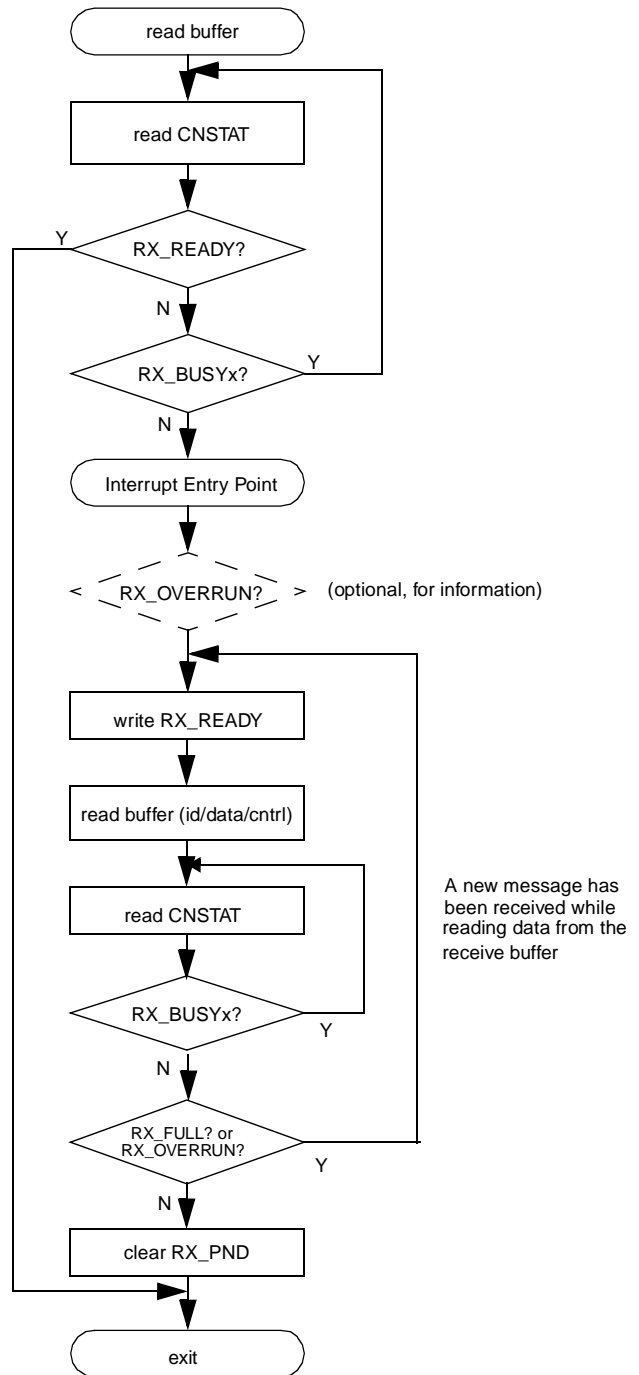 read buffer
read CNSTAT
Y
RX_READY?
N
Y
RX_BUSYx?
N
Interrupt Entry Point
RX_OVERRUN?
(optional, for information)
write RX_READY
read buffer (id/data/cntrl)
A new message has
been received while
reading data from the
receive buffer
read CNSTAT
RX_BUSYx?
Y
N
RX_FULL? or
RX_OVERRUN?
Y
N
clear RX_PND
exit